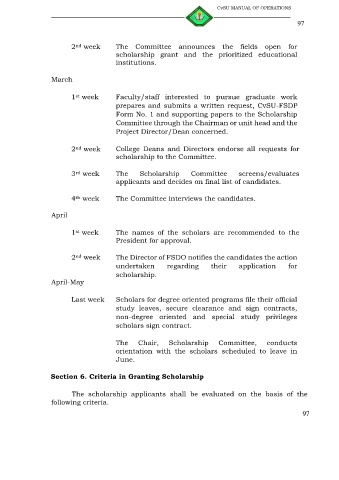 CvSU MANUAL OF OPERATIONS
97
2nd week The Committee announces the fields open for
scholarship grant and the prioritized educational
institutions.
March
1st week Faculty/staff interested to pursue graduate work
prepares and submits a written request, CvSU-FSDP
Form No. 1 and supporting papers to the Scholarship
Committee through the Chairman or unit head and the
Project Director/Dean concerned.
2nd week College Deans and Directors endorse all requests for
scholarship to the Committee.
3rd week The Scholarship Committee screens/evaluates
applicants and decides on final list of candidates.
4th week The Committee interviews the candidates.
April
1st week The names of the scholars are recommended to the
President for approval.
2nd week The Director of FSDO notifies the candidates the action
undertaken regarding their application for
scholarship.
April-May
Last week Scholars for degree oriented programs file their official
study leaves, secure clearance and sign contracts,
non-degree oriented and special study privileges
scholars sign contract.
The Chair, Scholarship Committee, conducts
orientation with the scholars scheduled to leave in
June.
Section 6. Criteria in Granting Scholarship
The scholarship applicants shall be evaluated on the basis of the
following criteria.
97